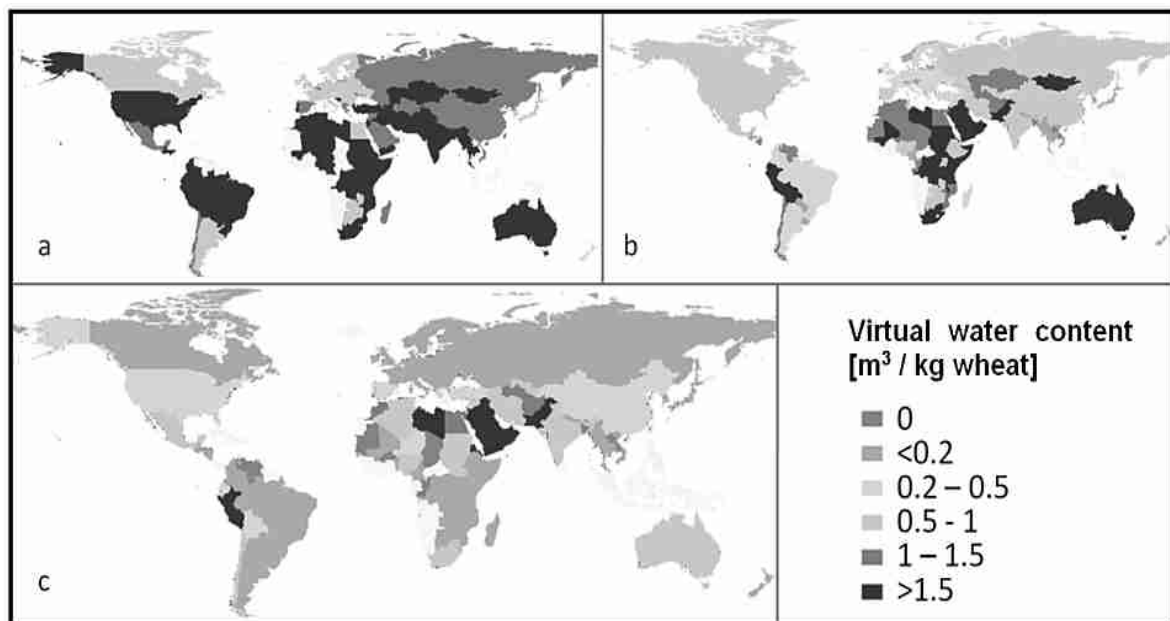 a
b
c
Virtual water content
[m³ / kg wheat]
0
<0.2
0.2 – 0.5
0.5 - 1
1 – 1.5
>1.5